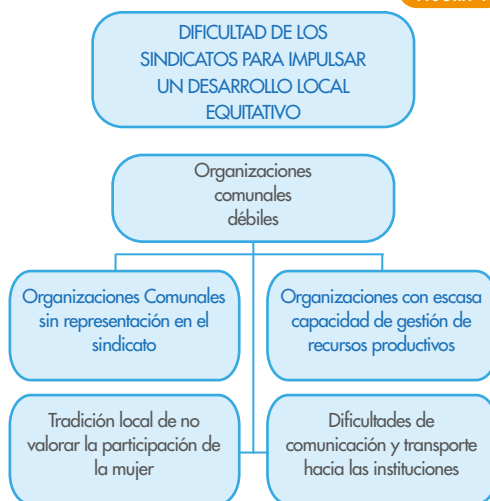 DIFICULTAD DE LOS
SINDICATOS PARA IMPULSAR
UN DESARROLLO LOCAL
EQUITATIVO
Organizaciones
comunales
débiles
Organizaciones Comunales
sin representación en el
sindicato
Organizaciones con escasa
capacidad de gestión de
recursos productivos
Tradición local de no
valorar la participación de
la mujer
Dificultades de
comunicación y transporte
hacia las instituciones